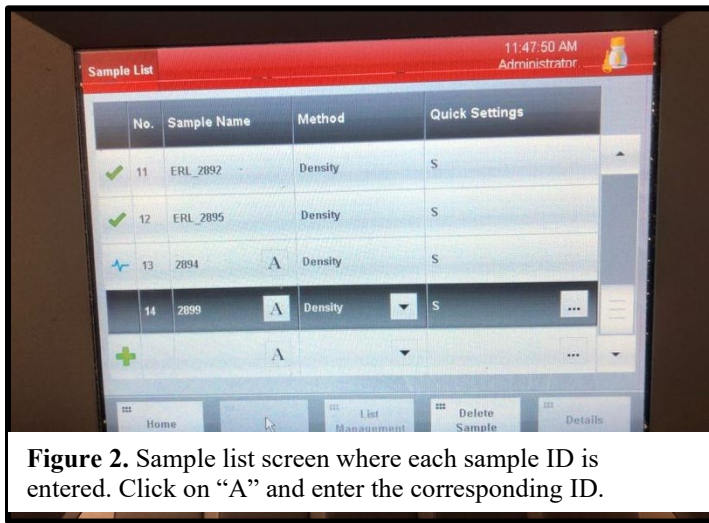 11:47:50 AM
Sample List
Administrator
No. Sample Name Method Quick Settings
11 ERL_2892 Density S
12 ERL_2895 Density S
13 2894 A Density S
14 2899 A Density S ...
A ...
Home List Management Delete Sample Details
Figure 2. Sample list screen where each sample ID is
entered. Click on “A” and enter the corresponding ID.